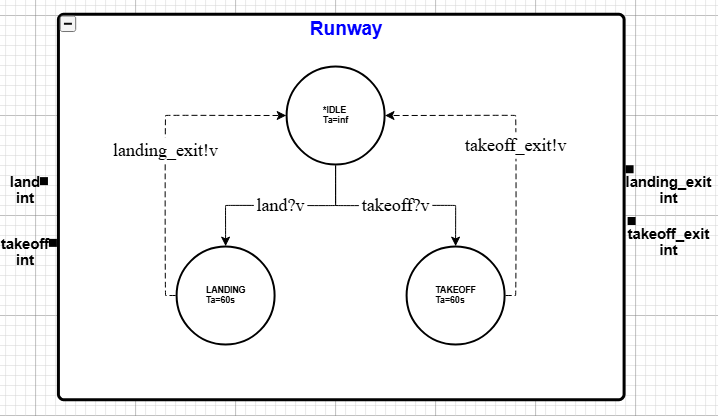 Runway
*IDLE
Ta=inf
landing_exit!v
takeoff_exit!v
land
int
landing_exit
int
land?v
takeoff?v
takeoff
int
takeoff_exit
int
LANDING
Ta=60s
TAKEOFF
Ta=60s